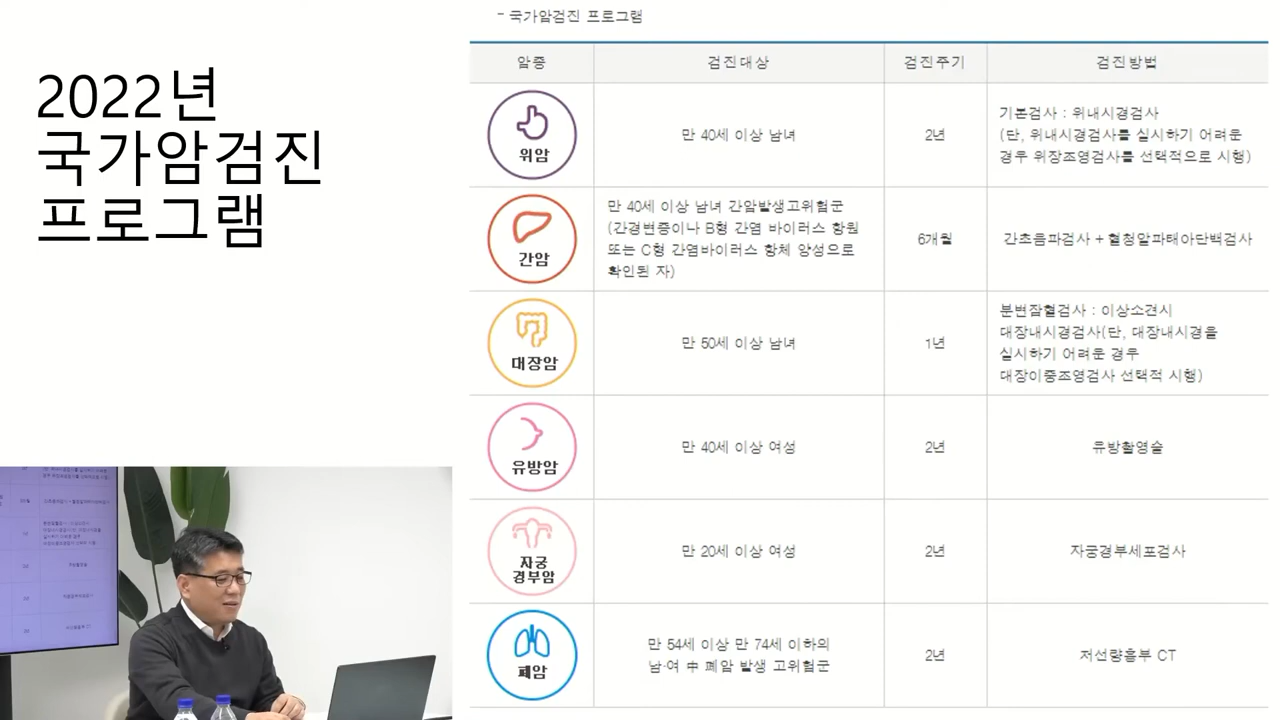 2022년
국가암검진
프로그램
- 국가암검진 프로그램
암종 검진대상 검진주기 검진방법
위암
만 40세 이상 남녀
2년
기본검사 : 위내시경검사
(단, 위내시경검사를 실시하기 어려운
경우 위장조영검사를 선택적으로 시행)
간암
만 40세 이상 남녀 간암발생고위험군
(간경변증이나 B형 간염 바이러스 항원
또는 C형 간염바이러스 항체 양성으로
확인된 자)
6개월
간초음파검사 + 혈청알파태아단백검사
대장암
만 50세 이상 남녀
1년
분변잠혈검사 : 이상소견시
대장내시경검사(단, 대장내시경을
실시하기 어려운 경우
대장이중조영검사 선택적 시행)
유방암
만 40세 이상 여성
2년
유방촬영술
자궁
경부암
만 20세 이상 여성
2년
자궁경부세포검사
폐암
만 54세 이상 만 74세 이하의
남·여 中 폐암 발생 고위험군
2년
저선량흉부 CT